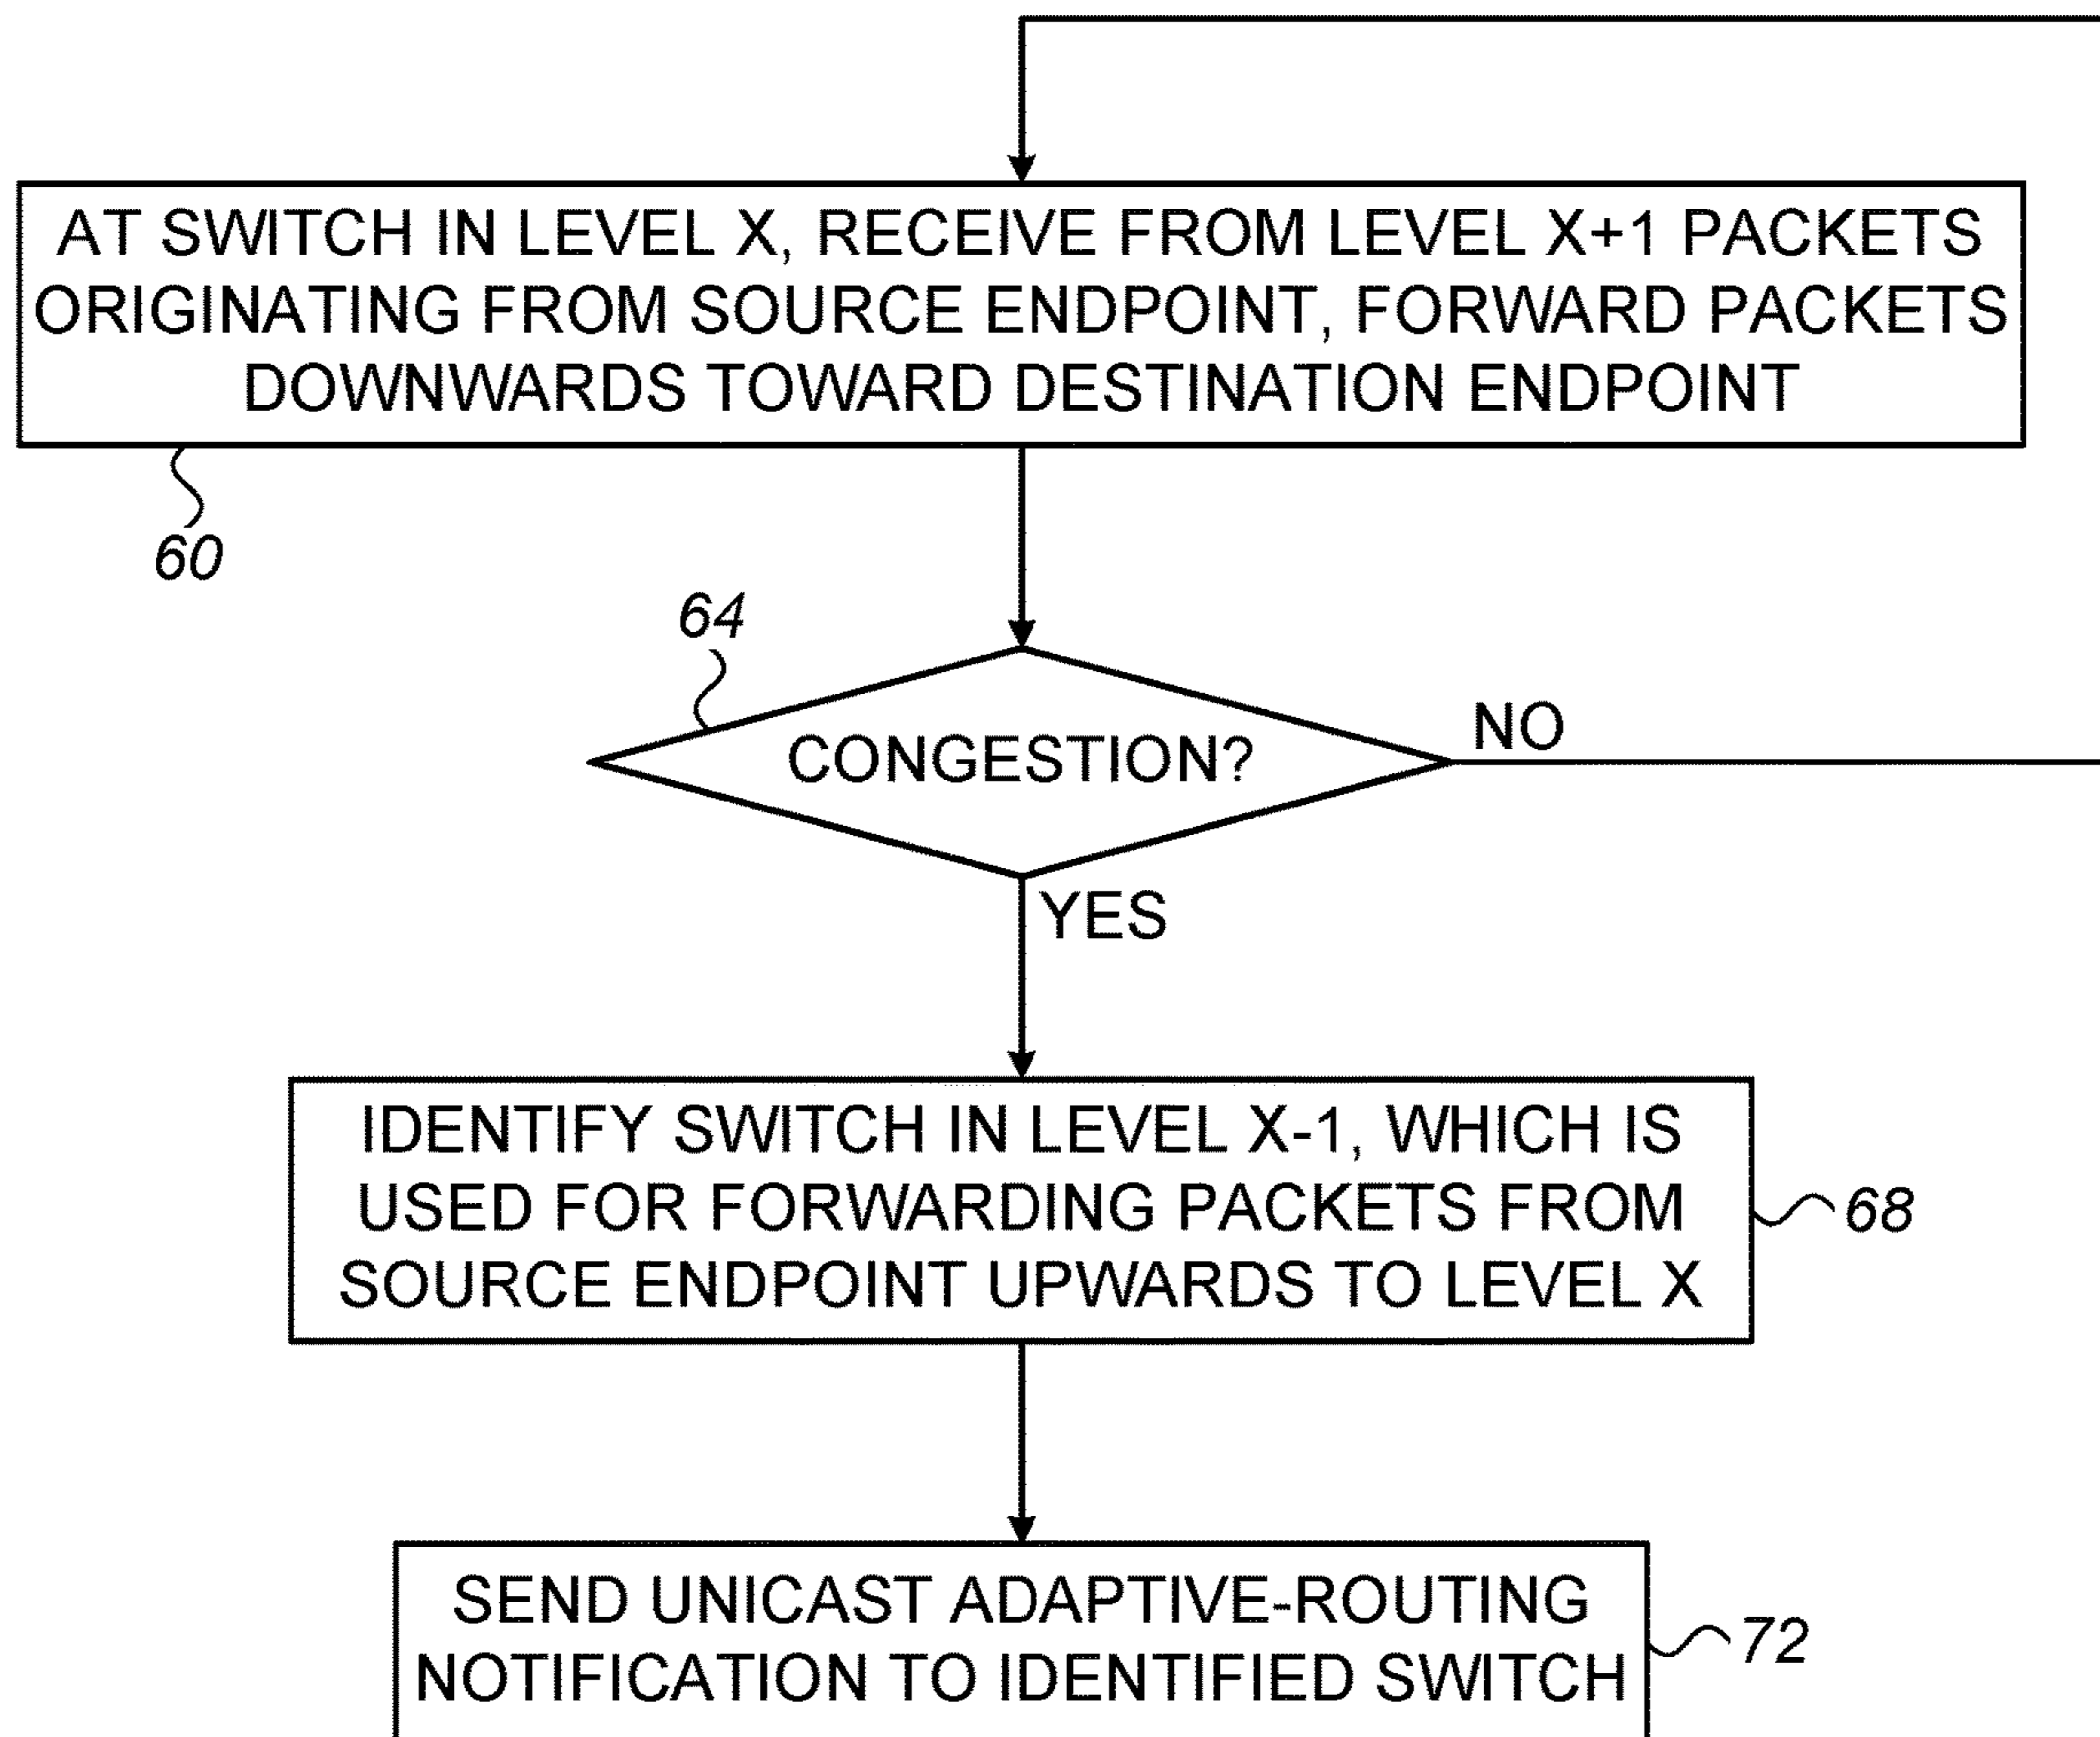 AT SWITCH IN LEVEL X, RECEIVE FROM LEVEL X+1 PACKETS
ORIGINATING FROM SOURCE ENDPOINT, FORWARD PACKETS
DOWNWARDS TOWARD DESTINATION ENDPOINT
60
64
CONGESTION?
NO
YES
IDENTIFY SWITCH IN LEVEL X-1, WHICH IS
USED FOR FORWARDING PACKETS FROM
SOURCE ENDPOINT UPWARDS TO LEVEL X
68
SEND UNICAST ADAPTIVE-ROUTING
NOTIFICATION TO IDENTIFIED SWITCH
72